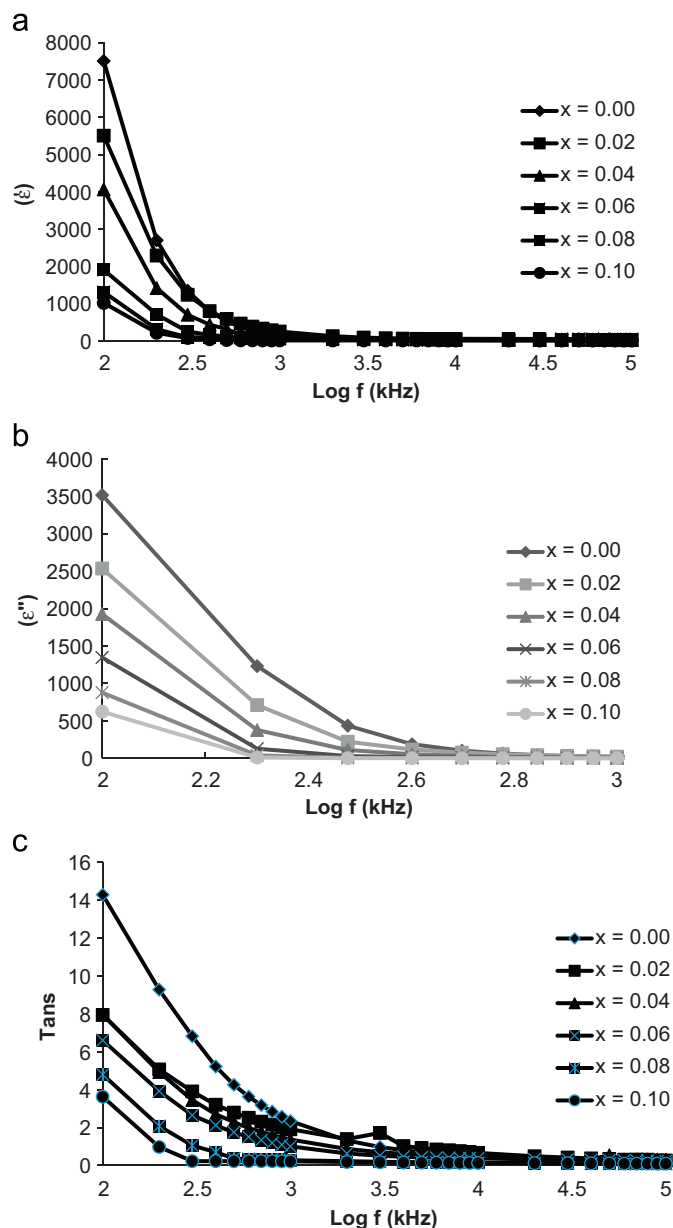 a
8000
7000
6000
5000
4000
3000
2000
1000
0
(ἐ)
2 2.5 3 3.5 4 4.5 5
Log f (kHz)
x = 0.00
x = 0.02
x = 0.04
x = 0.06
x = 0.08
x = 0.10
b
4000
3500
3000
2500
2000
1500
1000
500
0
(ε")
2 2.2 2.4 2.6 2.8 3
Log f (kHz)
x = 0.00
x = 0.02
x = 0.04
x = 0.06
x = 0.08
x = 0.10
c
16
14
12
10
8
6
4
2
0
Tans
2 2.5 3 3.5 4 4.5 5
Log f (kHz)
x = 0.00
x = 0.02
x = 0.04
x = 0.06
x = 0.08
x = 0.10